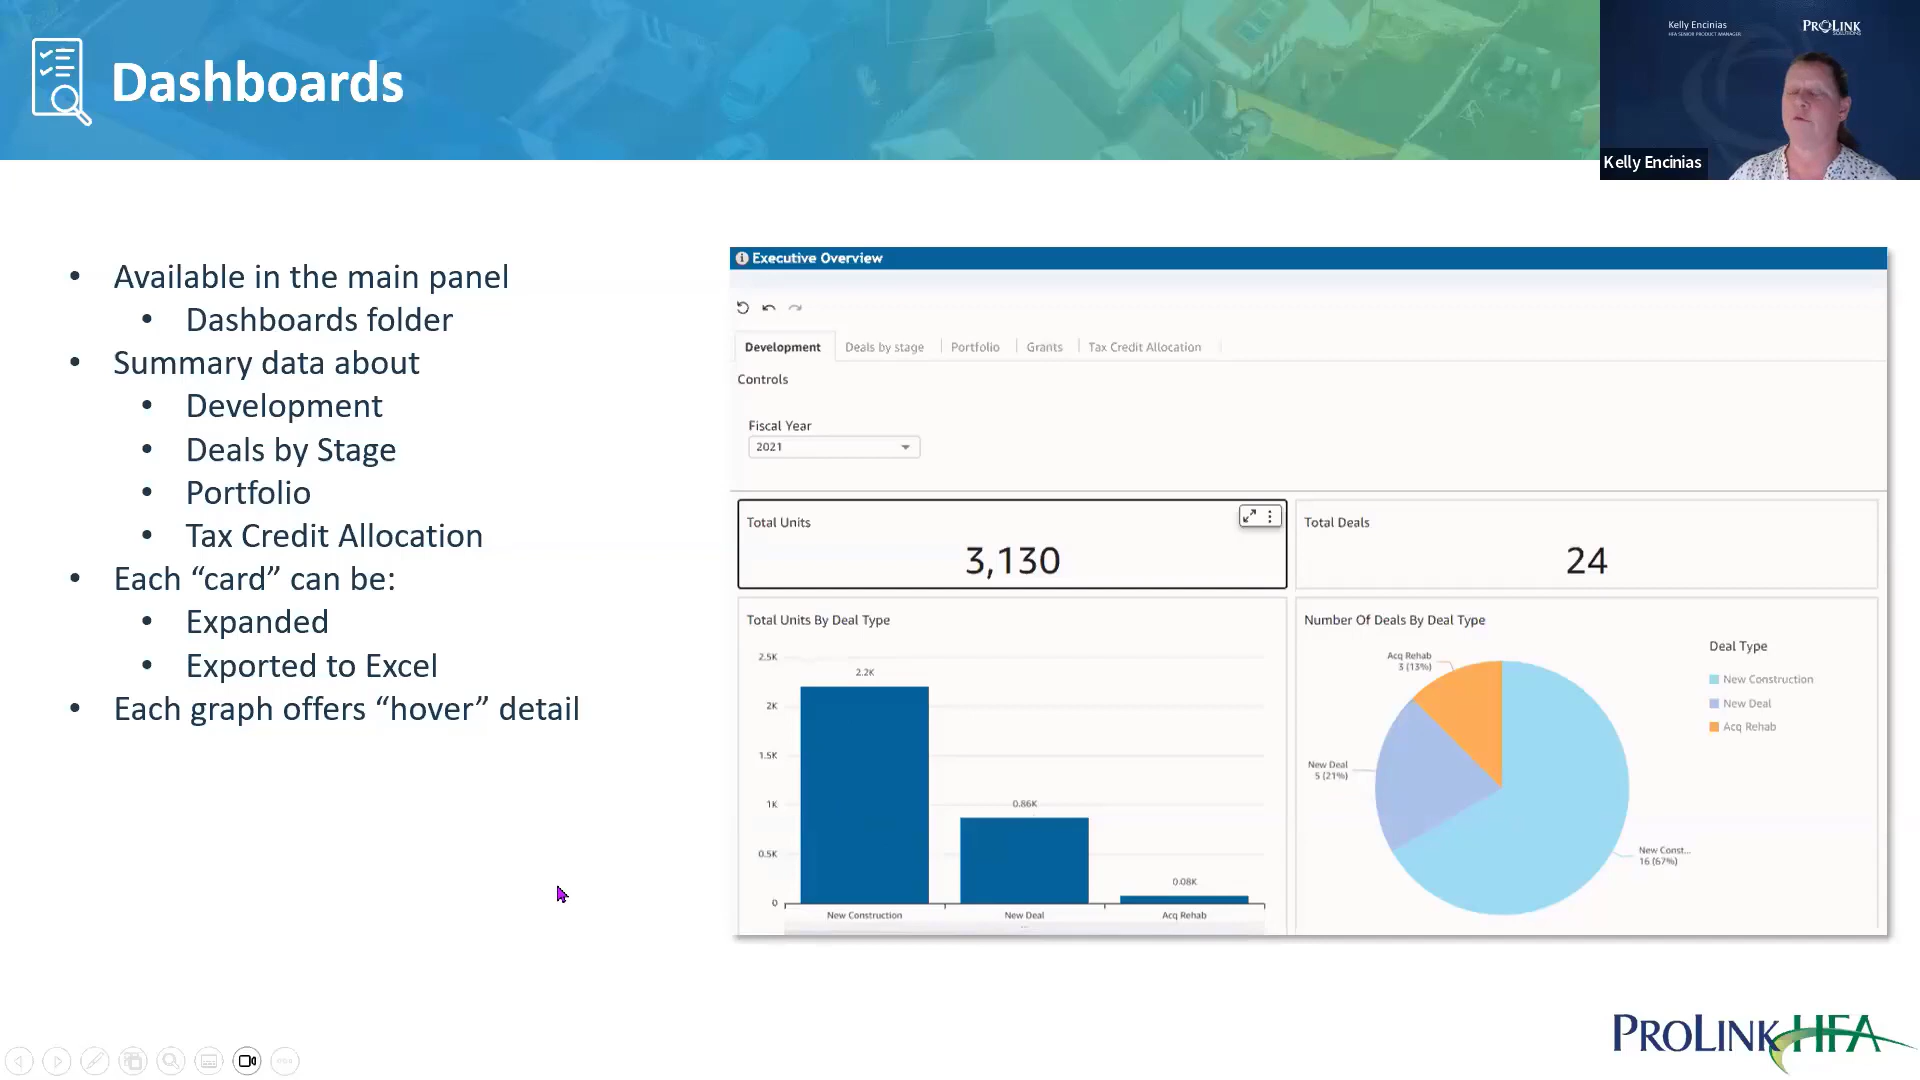 Dashboards
Kelly Encinias
HFA SENIOR PRODUCT MANAGER
PROLINK
SOLUTIONS
Kelly Encinias
• Available in the main panel
• Dashboards folder
• Summary data about
• Development
• Deals by Stage
• Portfolio
• Tax Credit Allocation
• Each “card” can be:
• Expanded
• Exported to Excel
• Each graph offers “hover” detail
Executive Overview
Development Deals by stage Portfolio Grants Tax Credit Allocation
Controls
Fiscal Year
2021
Total Units
3,130
Total Deals
24
Total Units By Deal Type
2.5K
2K
1.5K
1K
0.5K
0
2.2K
0.86K
0.08K
New Construction New Deal Acq Rehab
Number Of Deals By Deal Type
Acq Rehab
3 (13%)
New Deal
5 (21%)
New Const...
16 (67%)
Deal Type
New Construction
New Deal
Acq Rehab
PROLINK HFA